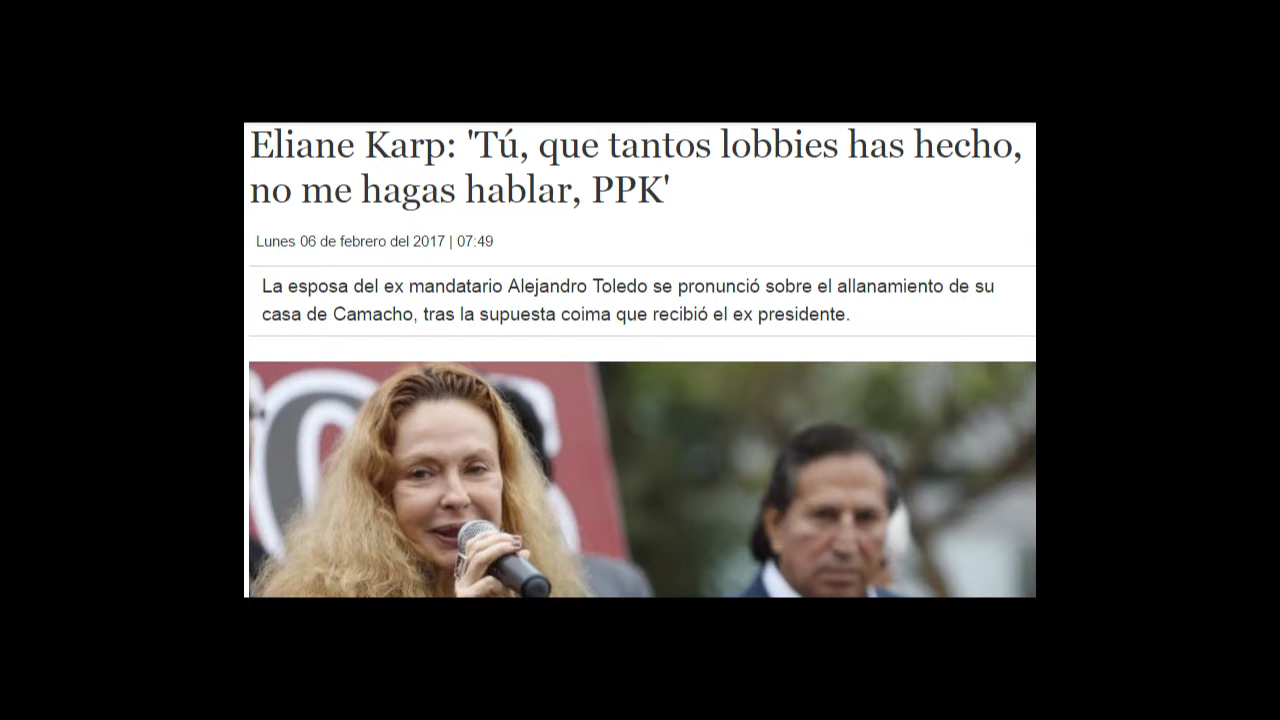 Eliane Karp: 'Tú, que tantos lobbies has hecho,
no me hagas hablar, PPK'
Lunes 06 de febrero del 2017 | 07:49
La esposa del ex mandatario Alejandro Toledo se pronunció sobre el allanamiento de su
casa de Camacho, tras la supuesta coima que recibió el ex presidente.